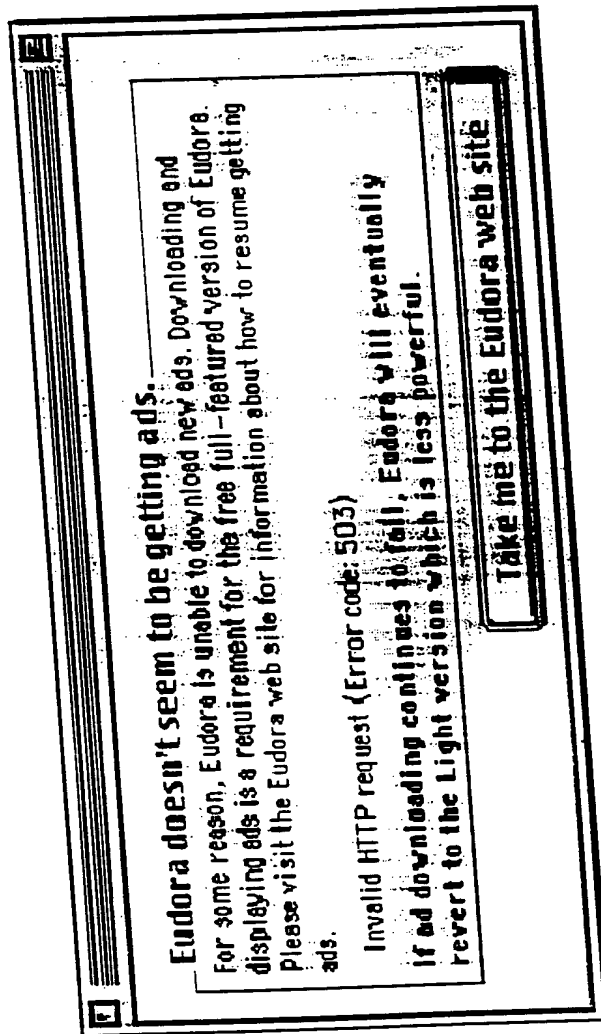 Eudora doesn't seem to be getting ads.
For some reason, Eudora is unable to download new ads. Downloading and
displaying ads is a requirement for the free full-featured version of Eudora.
Please visit the Eudora web site for information about how to resume getting
ads.
Invalid HTTP request (Error code: 503)
If ad downloading continues to fail, Eudora will eventually
revert to the Light version which is less powerful.
Take me to the Eudora web site